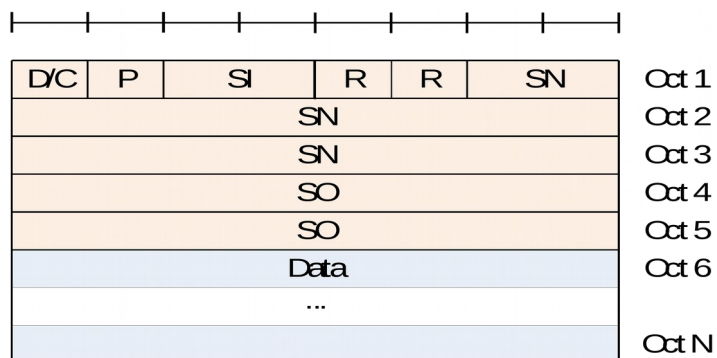 D/C P SI R R SN Oct 1
SN Oct 2
SN Oct 3
SO Oct 4
SO Oct 5
Data Oct 6
...
Oct N